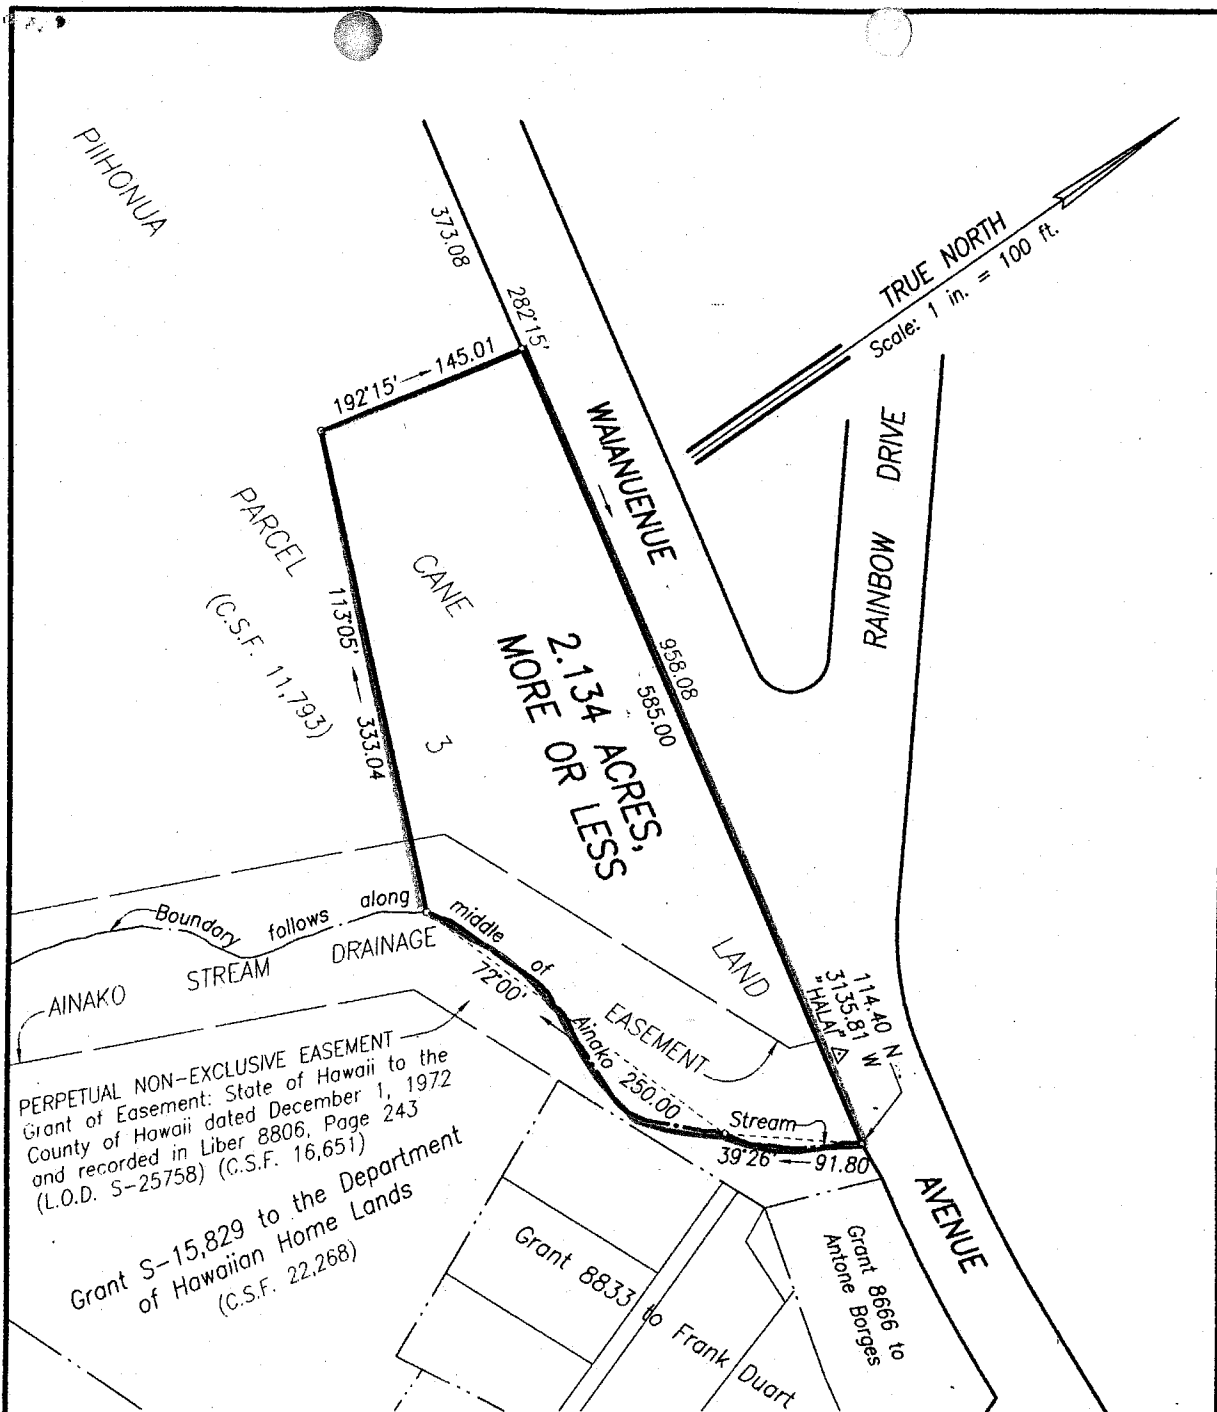 PIIHONUA
373.08
282°15'
192°15' 145.01
TRUE NORTH
Scale: 1 in. = 100 ft.
WAIANUENUE
RAINBOW DRIVE
PARCEL
(C.S.F. 11,793)
CANE
3
113°05' 333.04
2.134 ACRES,
MORE OR LESS
958.08
585.00
LAND
114.40 N
3135.81 W
"HALAI" △
Boundary follows along middle of Ainako Stream
AINAKO STREAM DRAINAGE EASEMENT
72°00' 250.00
39°26' 91.80
PERPETUAL NON-EXCLUSIVE EASEMENT
Grant of Easement: State of Hawaii to the
County of Hawaii dated December 1, 1972
and recorded in Liber 8806, Page 243
(L.O.D. S-25758) (C.S.F. 16,651)
Grant S-15,829 to the Department
of Hawaiian Home Lands
(C.S.F. 22,268)
Grant 8833 to Frank Duart
Grant 8666 to
Antone Borges
AVENUE